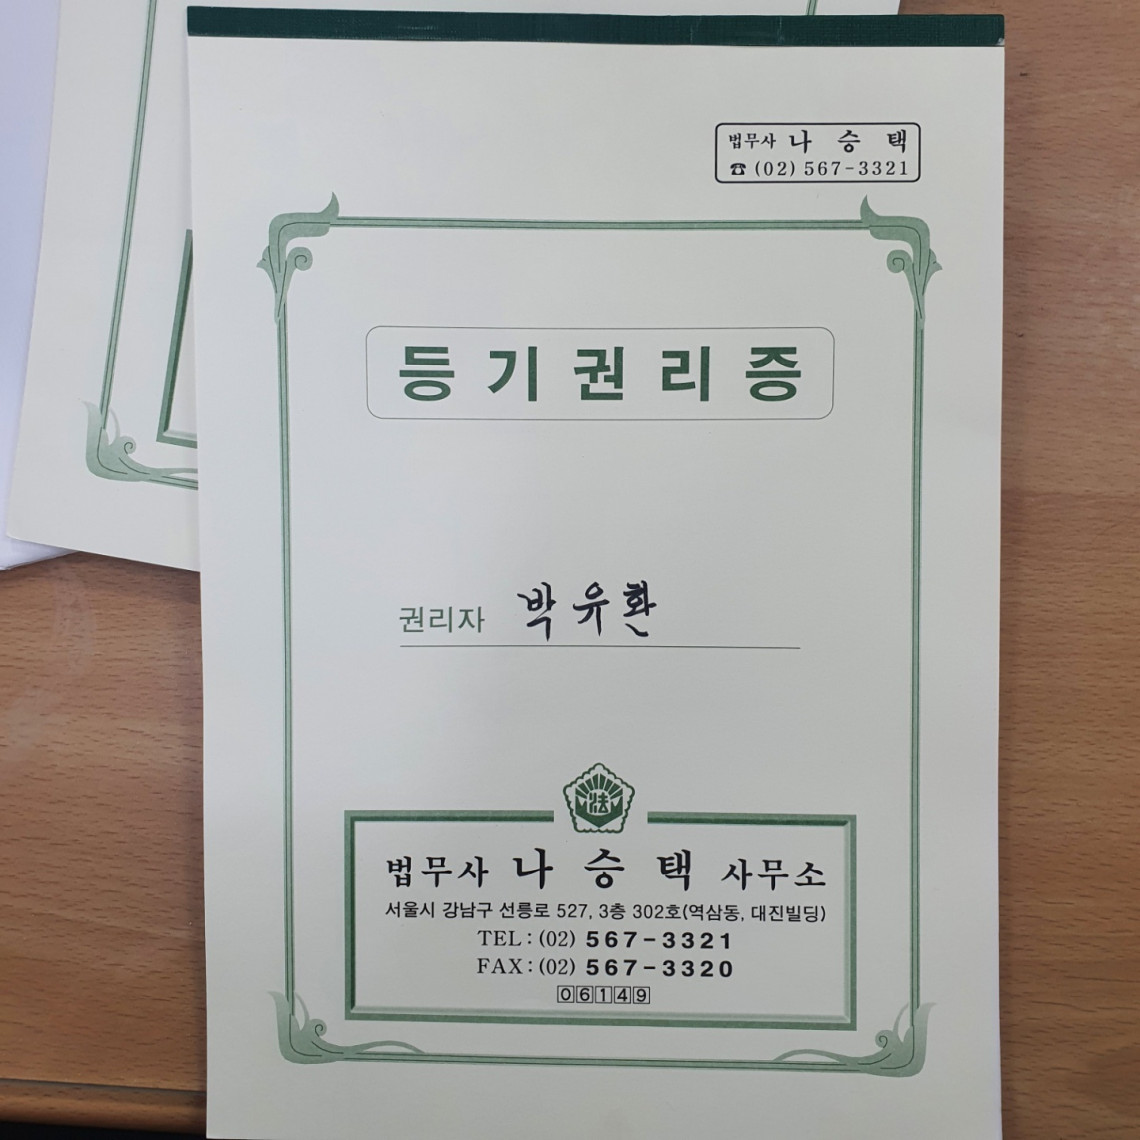 법무사 나 승 택
☎ (02) 567-3321
등기권리증
권리자 박유환
法
법무사 나 승 택 사무소
서울시 강남구 선릉로 527, 3층 302호(역삼동, 대진빌딩)
TEL : (02) 567-3321
FAX : (02) 567-3320
06149